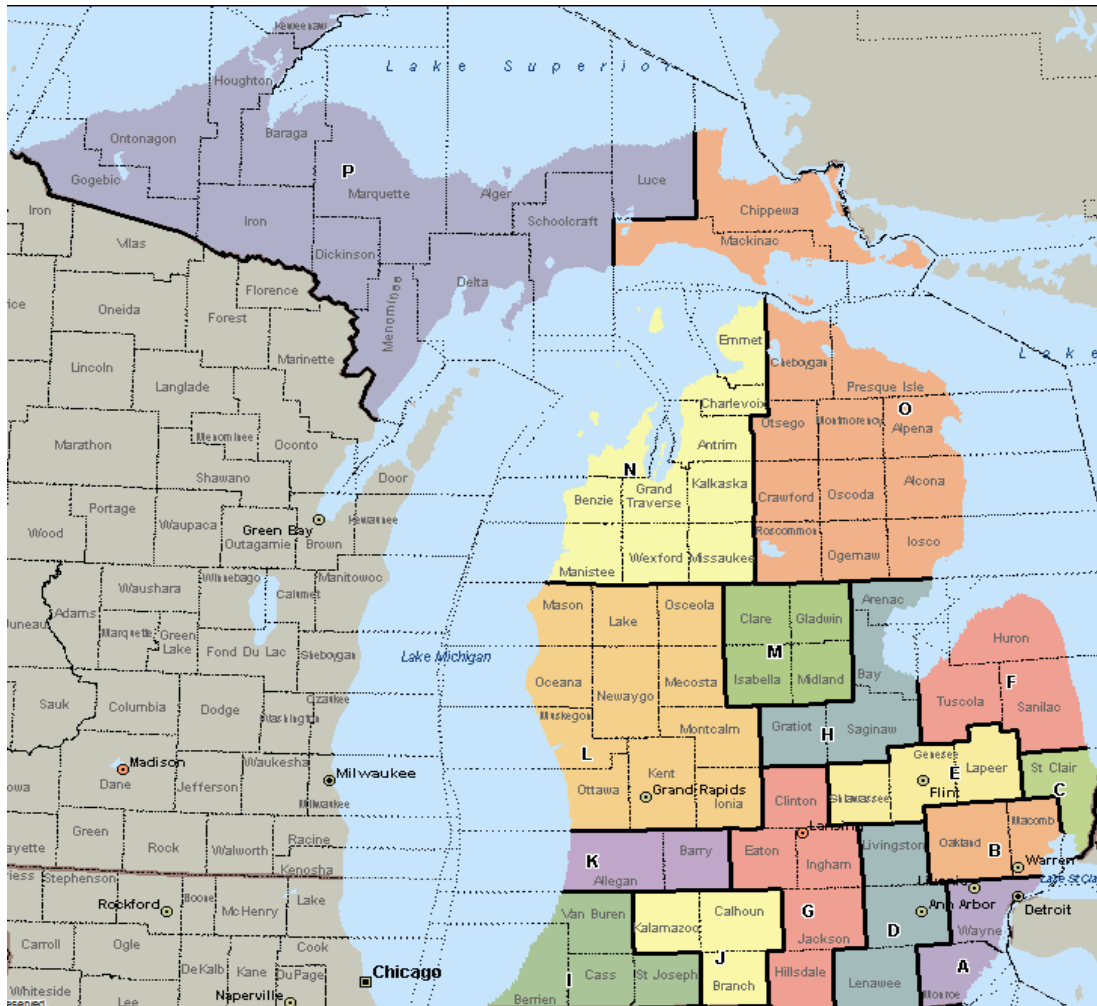 Keweenaw
Lake Superior
Houghton
Ontonagon
Baraga
Gogebic
P
Marquette
Alger
Luce
Iron
Iron
Schoolcraft
Chippewa
Mackinac
Vilas
Dickinson
Delta
Florence
Menominee
Oneida
Forest
Emmet
Cheboygan
Lake
Marinette
Lincoln
Langlade
Presque Isle
Charlevoix
O
Otsego
Montmorency
Alpena
Marathon
Menominee
Oconto
Antrim
Shawano
Door
N
Kalkaska
Alcona
Benzie
Grand
Traverse
Crawford
Oscoda
Portage
Waupaca
Green Bay
Kewaunee
Wood
Outagamie
Brown
Roscommon
Iosco
Wexford
Missaukee
Ogemaw
Manistee
Winnebago
Manitowoc
Waushara
Calumet
Arenac
Adams
Mason
Osceola
Juneau
Lake
Clare
Gladwin
Marquette
Green
Lake
Fond Du Lac
Sheboygan
Lake Michigan
Huron
M
Oceana
Mecosta
Isabella
Midland
Bay
F
Newaygo
Tuscola
Sanilac
Sauk
Columbia
Dodge
Ozaukee
Washington
Muskegon
Montcalm
Gratiot
Saginaw
H
L
Genesee
Lapeer
St Clair
E
Madison
Waukesha
Dane
Jefferson
Milwaukee
Milwaukee
Kent
Ottawa
Grand Rapids
Ionia
Clinton
Shiawassee
Flint
C
Macomb
Green
Rock
Walworth
Racine
Kenosha
Eaton
Livingston
Oakland
B
Barry
K
Allegan
Ingham
Warren
Lake St Cla
Stephenson
Boone
McHenry
Lake
Rockford
Van Buren
Kalamazoo
Calhoun
G
Jackson
Ann Arbor
Detroit
D
Wayne
Carroll
Ogle
Cook
DeKalb
Kane
DuPage
Chicago
J
Cass
St Joseph
Branch
Hillsdale
Lenawee
A
I
Whiteside
Lee
Naperville
Berrien
Monroe